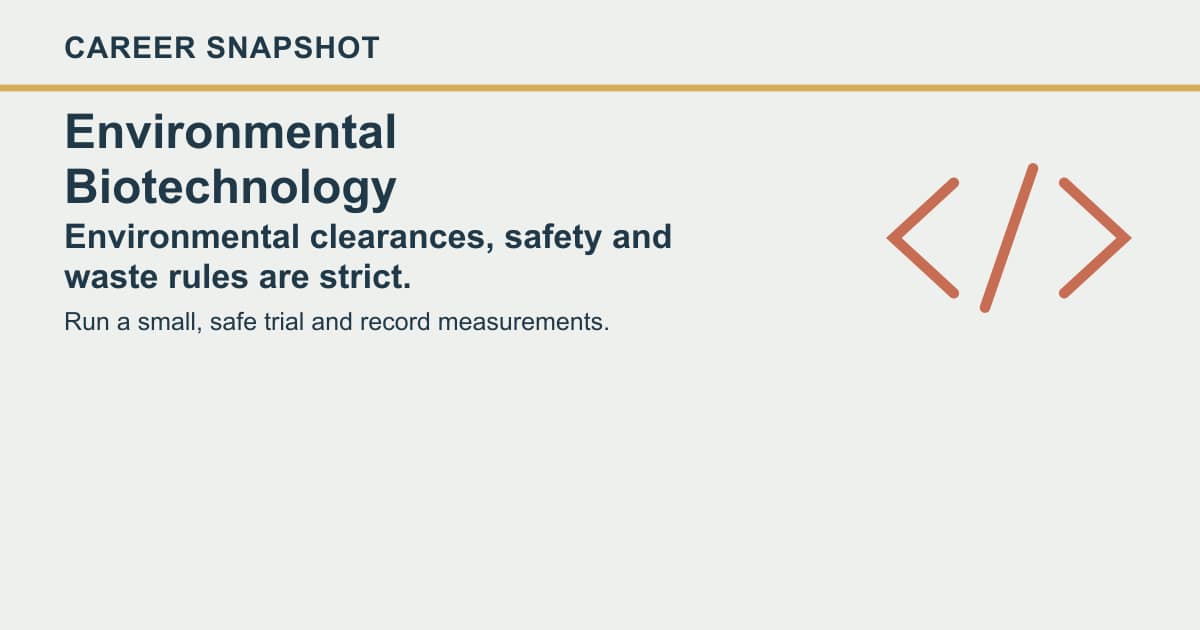 CAREER SNAPSHOT
Environmental
Biotechnology
Environmental clearances, safety and
waste rules are strict.
Run a small, safe trial and record measurements.